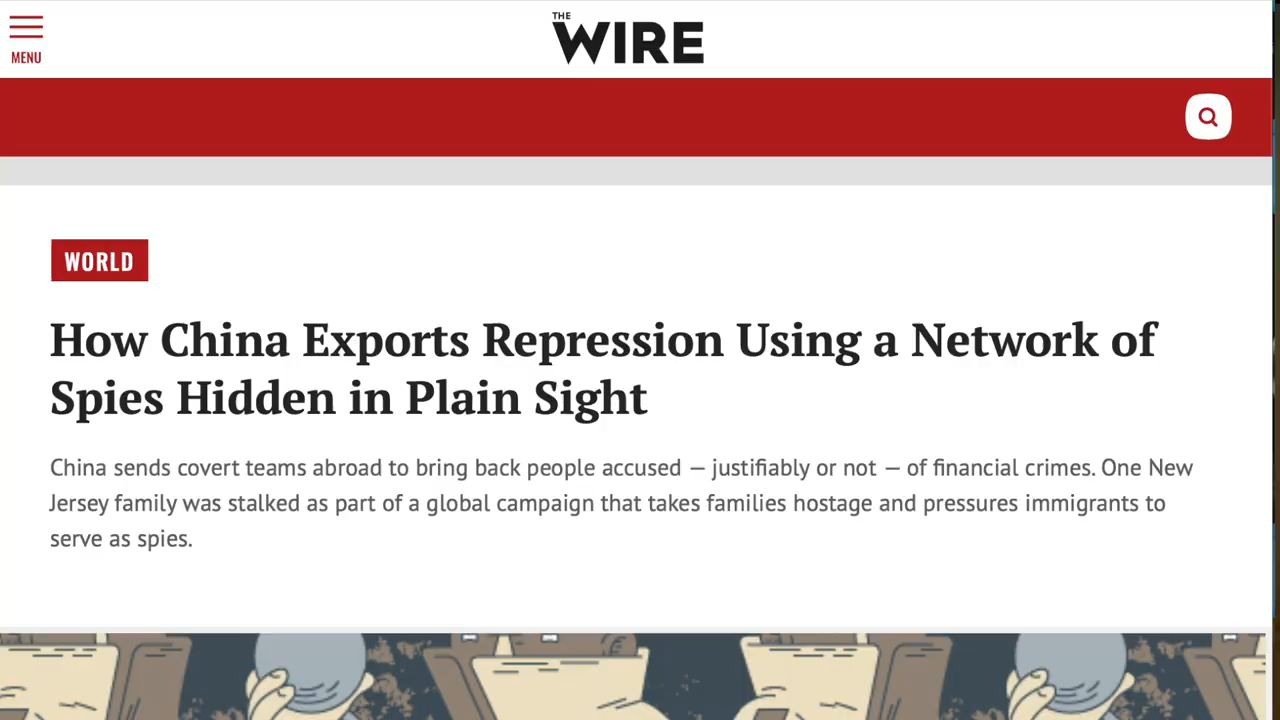 THE
WIRE
MENU
WORLD
How China Exports Repression Using a Network of
Spies Hidden in Plain Sight
China sends covert teams abroad to bring back people accused — justifiably or not — of financial crimes. One New
Jersey family was stalked as part of a global campaign that takes families hostage and pressures immigrants to
serve as spies.